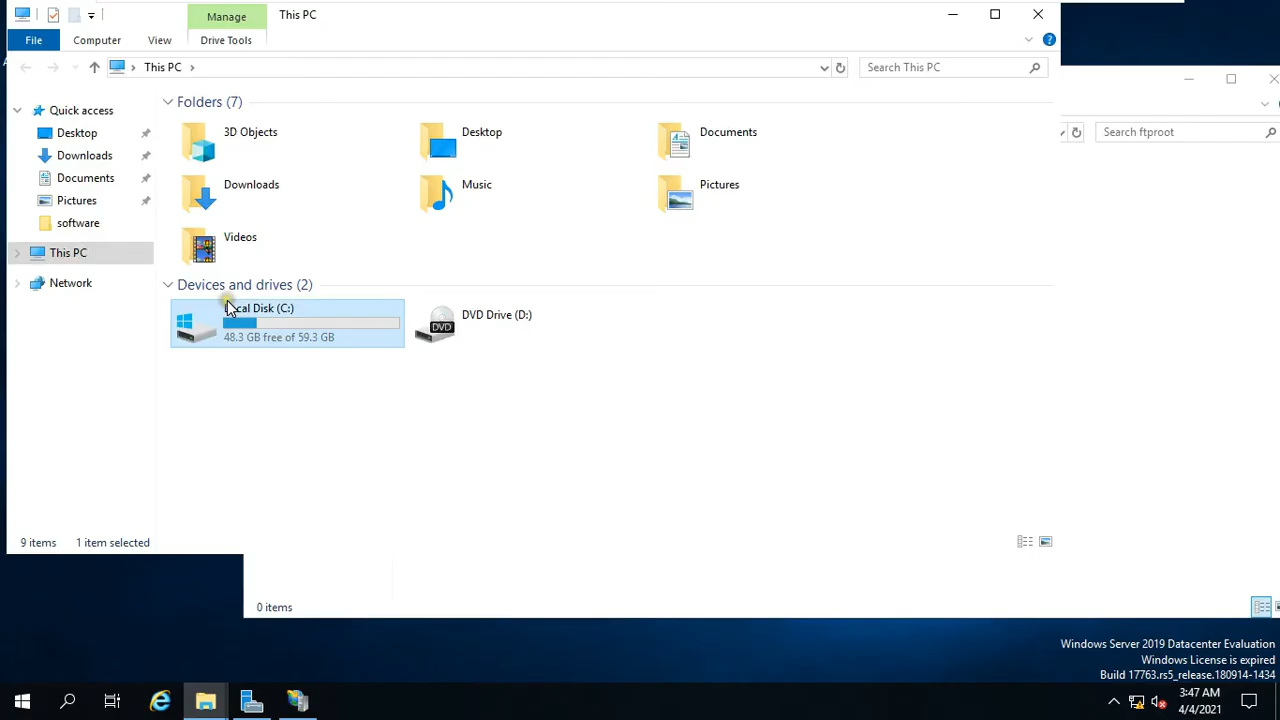 Manage
This PC
File
Computer
View
Drive Tools
This PC
Search This PC
Search ftproot
Quick access
Desktop
Downloads
Documents
Pictures
software
This PC
Network
Folders (7)
3D Objects
Desktop
Documents
Downloads
Music
Pictures
Videos
Devices and drives (2)
Local Disk (C:)
48.3 GB free of 59.3 GB
DVD
DVD Drive (D:)
9 items
1 item selected
0 items
Windows Server 2019 Datacenter Evaluation
Windows License is expired
Build 17763.rs5_release.180914-1434
3:47 AM
4/4/2021